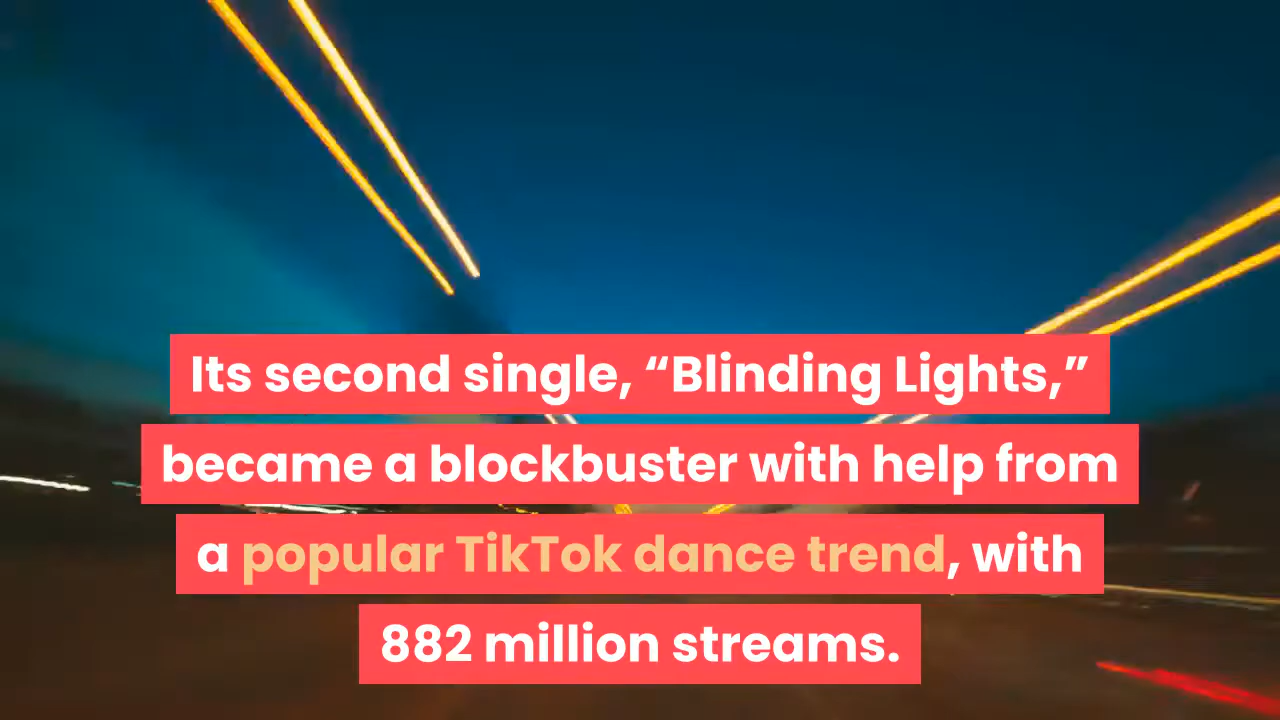 Its second single, “Blinding Lights,”
became a blockbuster with help from
a popular TikTok dance trend, with
882 million streams.